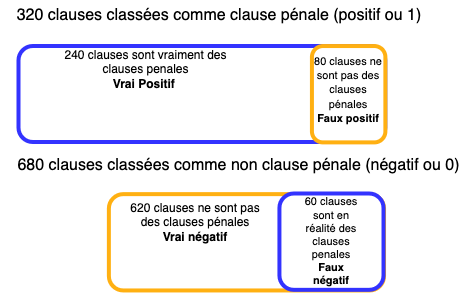 320 clauses classées comme clause pénale (positif ou 1)
240 clauses sont vraiment des
clauses penales
Vrai Positif
80 clauses ne
sont pas des
clauses
pénales
Faux positif
680 clauses classées comme non clause pénale (négatif ou 0)
620 clauses ne sont pas
des clauses pénales
Vrai négatif
60 clauses
sont en
réalité des
clauses
penales
Faux
négatif